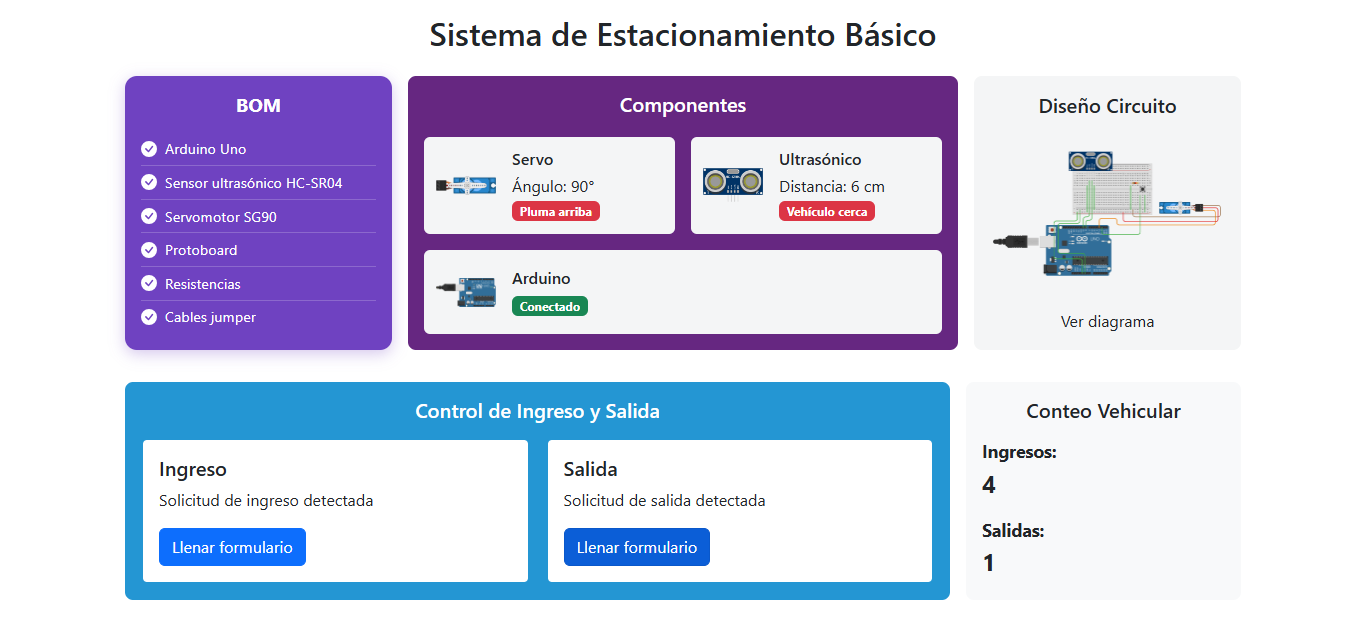 Sistema de Estacionamiento Básico
BOM
Arduino Uno
Sensor ultrasónico HC-SR04
Servomotor SG90
Protoboard
Resistencias
Cables jumper
Componentes
Servo
Ángulo: 90°
Pluma arriba
Ultrasónico
Distancia: 6 cm
Vehículo cerca
Arduino
Conectado
Diseño Circuito
Ver diagrama
Control de Ingreso y Salida
Ingreso
Solicitud de ingreso detectada
Llenar formulario
Salida
Solicitud de salida detectada
Llenar formulario
Conteo Vehicular
Ingresos:
4
Salidas:
1